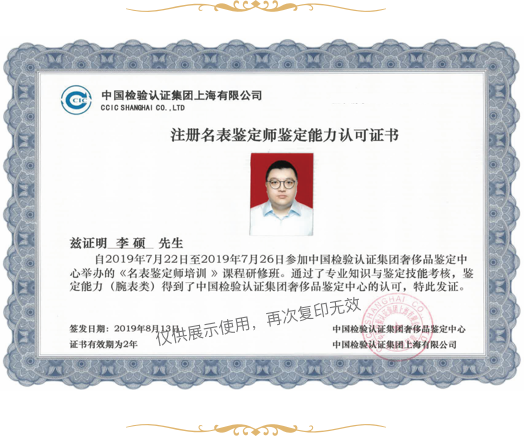 CCIC
中国检验认证集团上海有限公司
CCIC SHANGHAI CO.,LTD
注册名表鉴定师鉴定能力认可证书
兹证明 李硕 先生
自2019年7月22日至2019年7月26日参加中国检验认证集团奢侈品鉴定中
心举办的《名表鉴定师培训 》课程研修班。通过了专业知识与鉴定技能考核，鉴
定能力（腕表类）得到了中国检验认证集团奢侈品鉴定中心的认可，特此发证。
签发日期：2019年8月13日
中国检验认证集团奢侈品鉴定中心
证书有效期为2年
中国检验认证集团上海有限公司
仅供展示使用，再次复印无效
SHANGHAI CO.